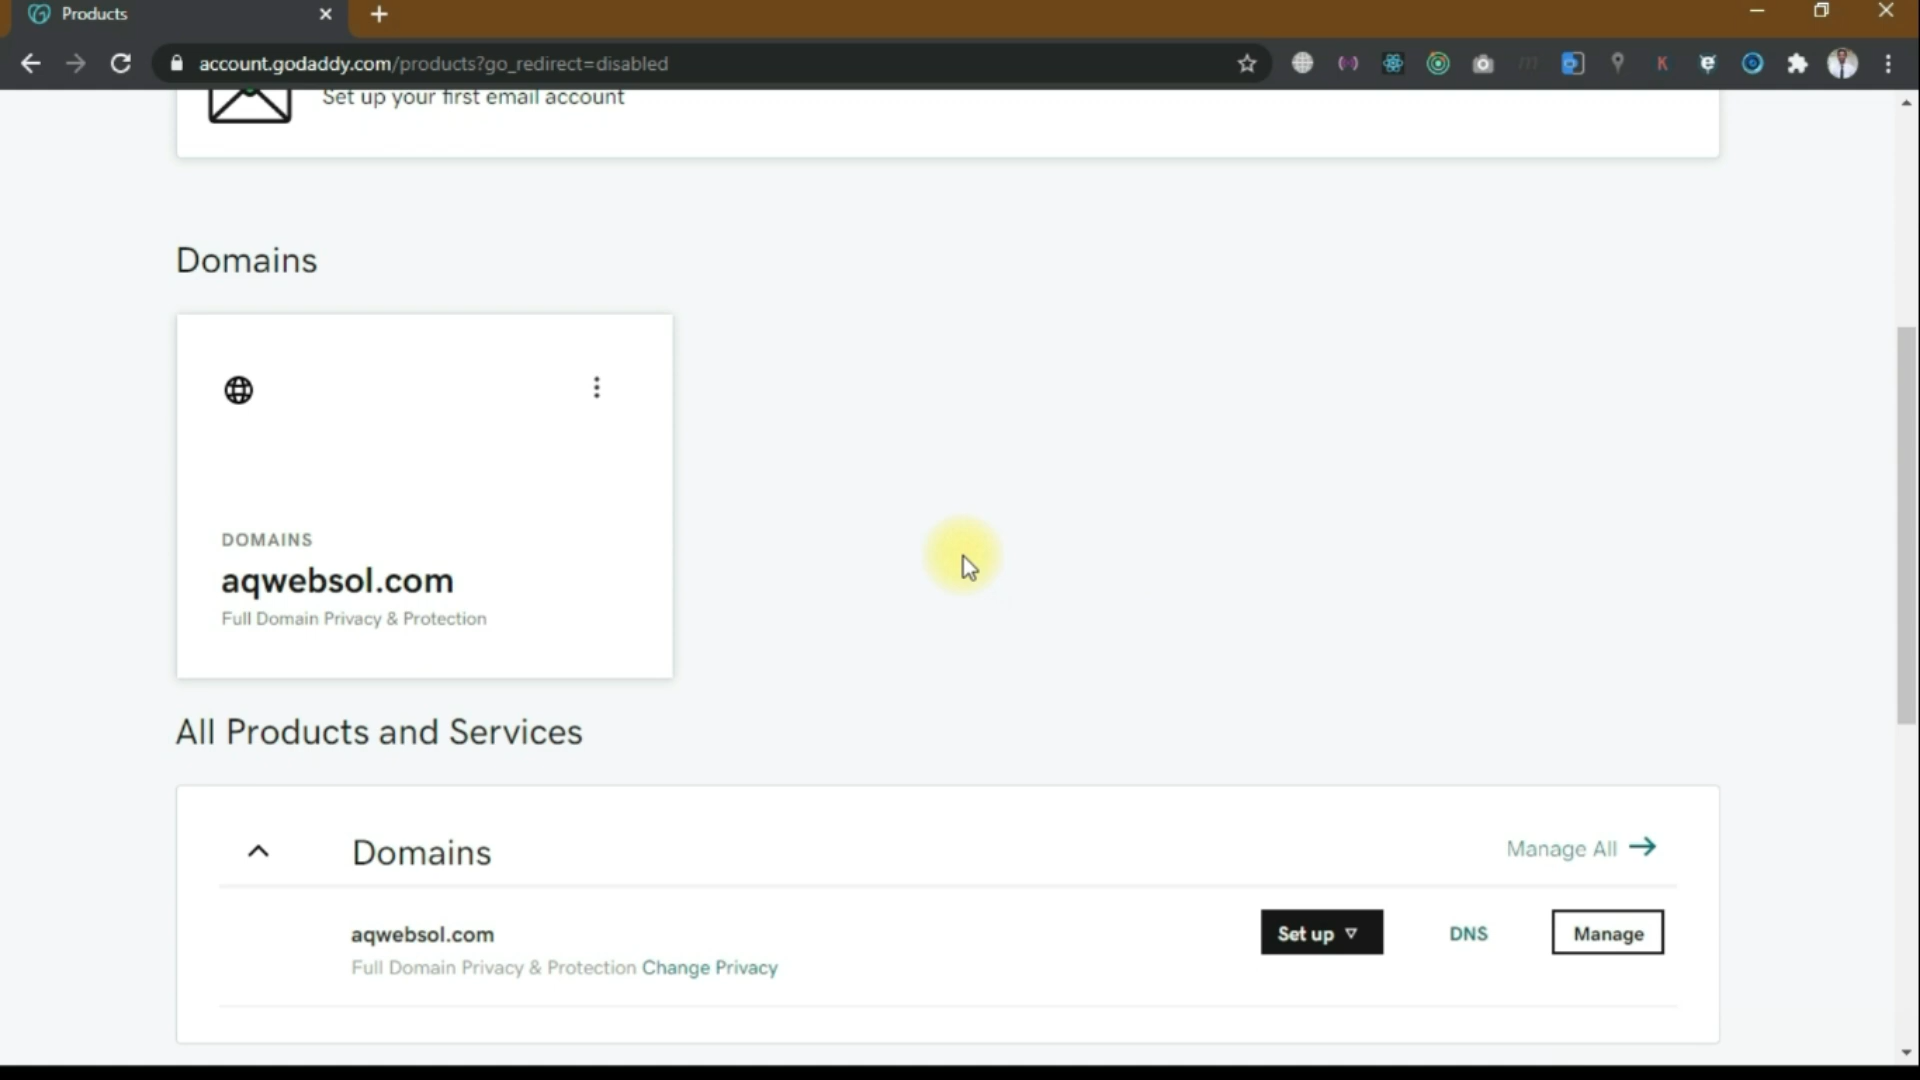 Products
account.godaddy.com/products?go_redirect=disabled
Set up your first email account
Domains
DOMAINS
aqwebsol.com
Full Domain Privacy & Protection
All Products and Services
Domains
Manage All
aqwebsol.com
Set up
DNS
Manage
Full Domain Privacy & Protection Change Privacy